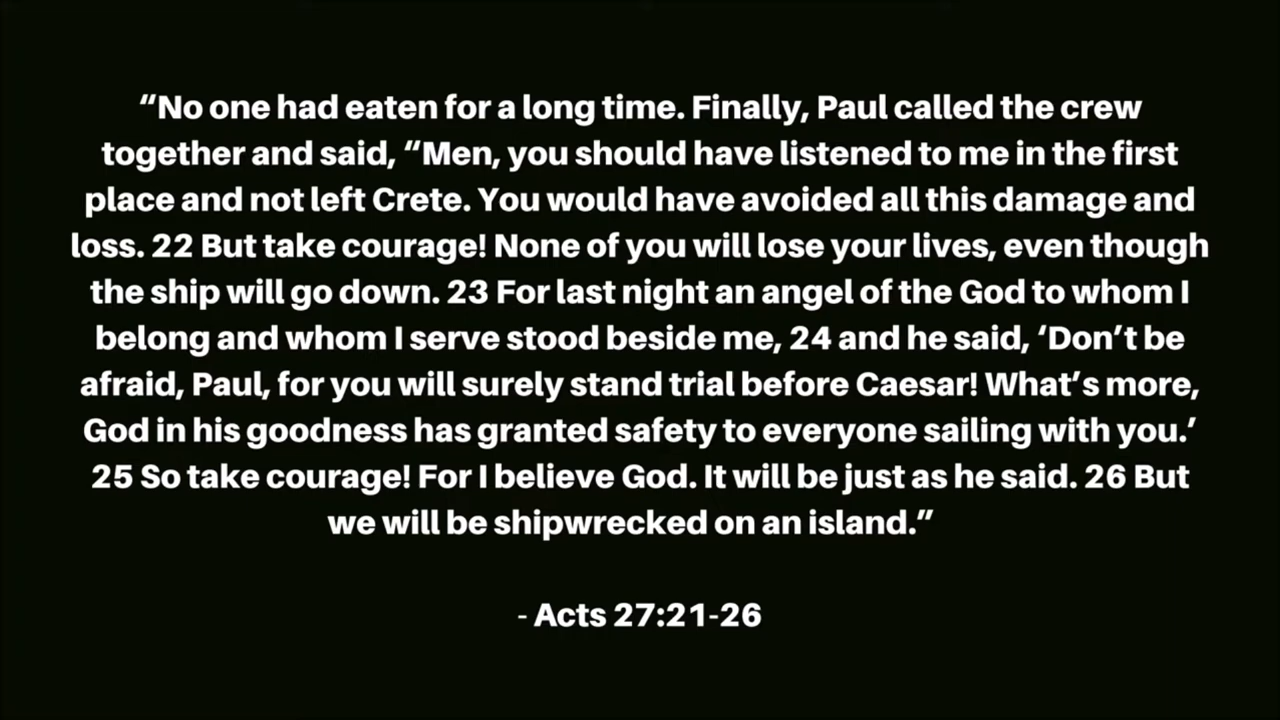 “No one had eaten for a long time. Finally, Paul called the crew
together and said, “Men, you should have listened to me in the first
place and not left Crete. You would have avoided all this damage and
loss. 22 But take courage! None of you will lose your lives, even though
the ship will go down. 23 For last night an angel of the God to whom I
belong and whom I serve stood beside me, 24 and he said, ‘Don’t be
afraid, Paul, for you will surely stand trial before Caesar! What’s more,
God in his goodness has granted safety to everyone sailing with you.’
25 So take courage! For I believe God. It will be just as he said. 26 But
we will be shipwrecked on an island.”
- Acts 27:21-26